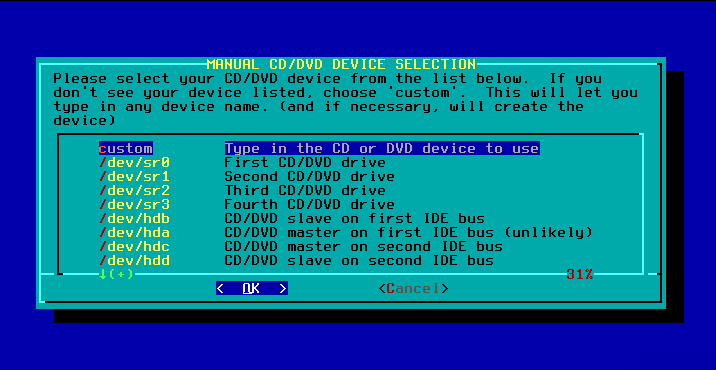 MANUAL CD/DVD DEVICE SELECTION
Please select your CD/DVD device from the list below.  If you
don't see your device listed, choose 'custom'.  This will let you
type in any device name. (and if necessary, will create the
device)
custom Type in the CD or DVD device to use
/dev/sr0 First CD/DVD drive
/dev/sr1 Second CD/DVD drive
/dev/sr2 Third CD/DVD drive
/dev/sr3 Fourth CD/DVD drive
/dev/hdb CD/DVD slave on first IDE bus
/dev/hda CD/DVD master on first IDE bus (unlikely)
/dev/hdc CD/DVD master on second IDE bus
/dev/hdd CD/DVD slave on second IDE bus
↓(+) 31%
< OK > <Cancel>